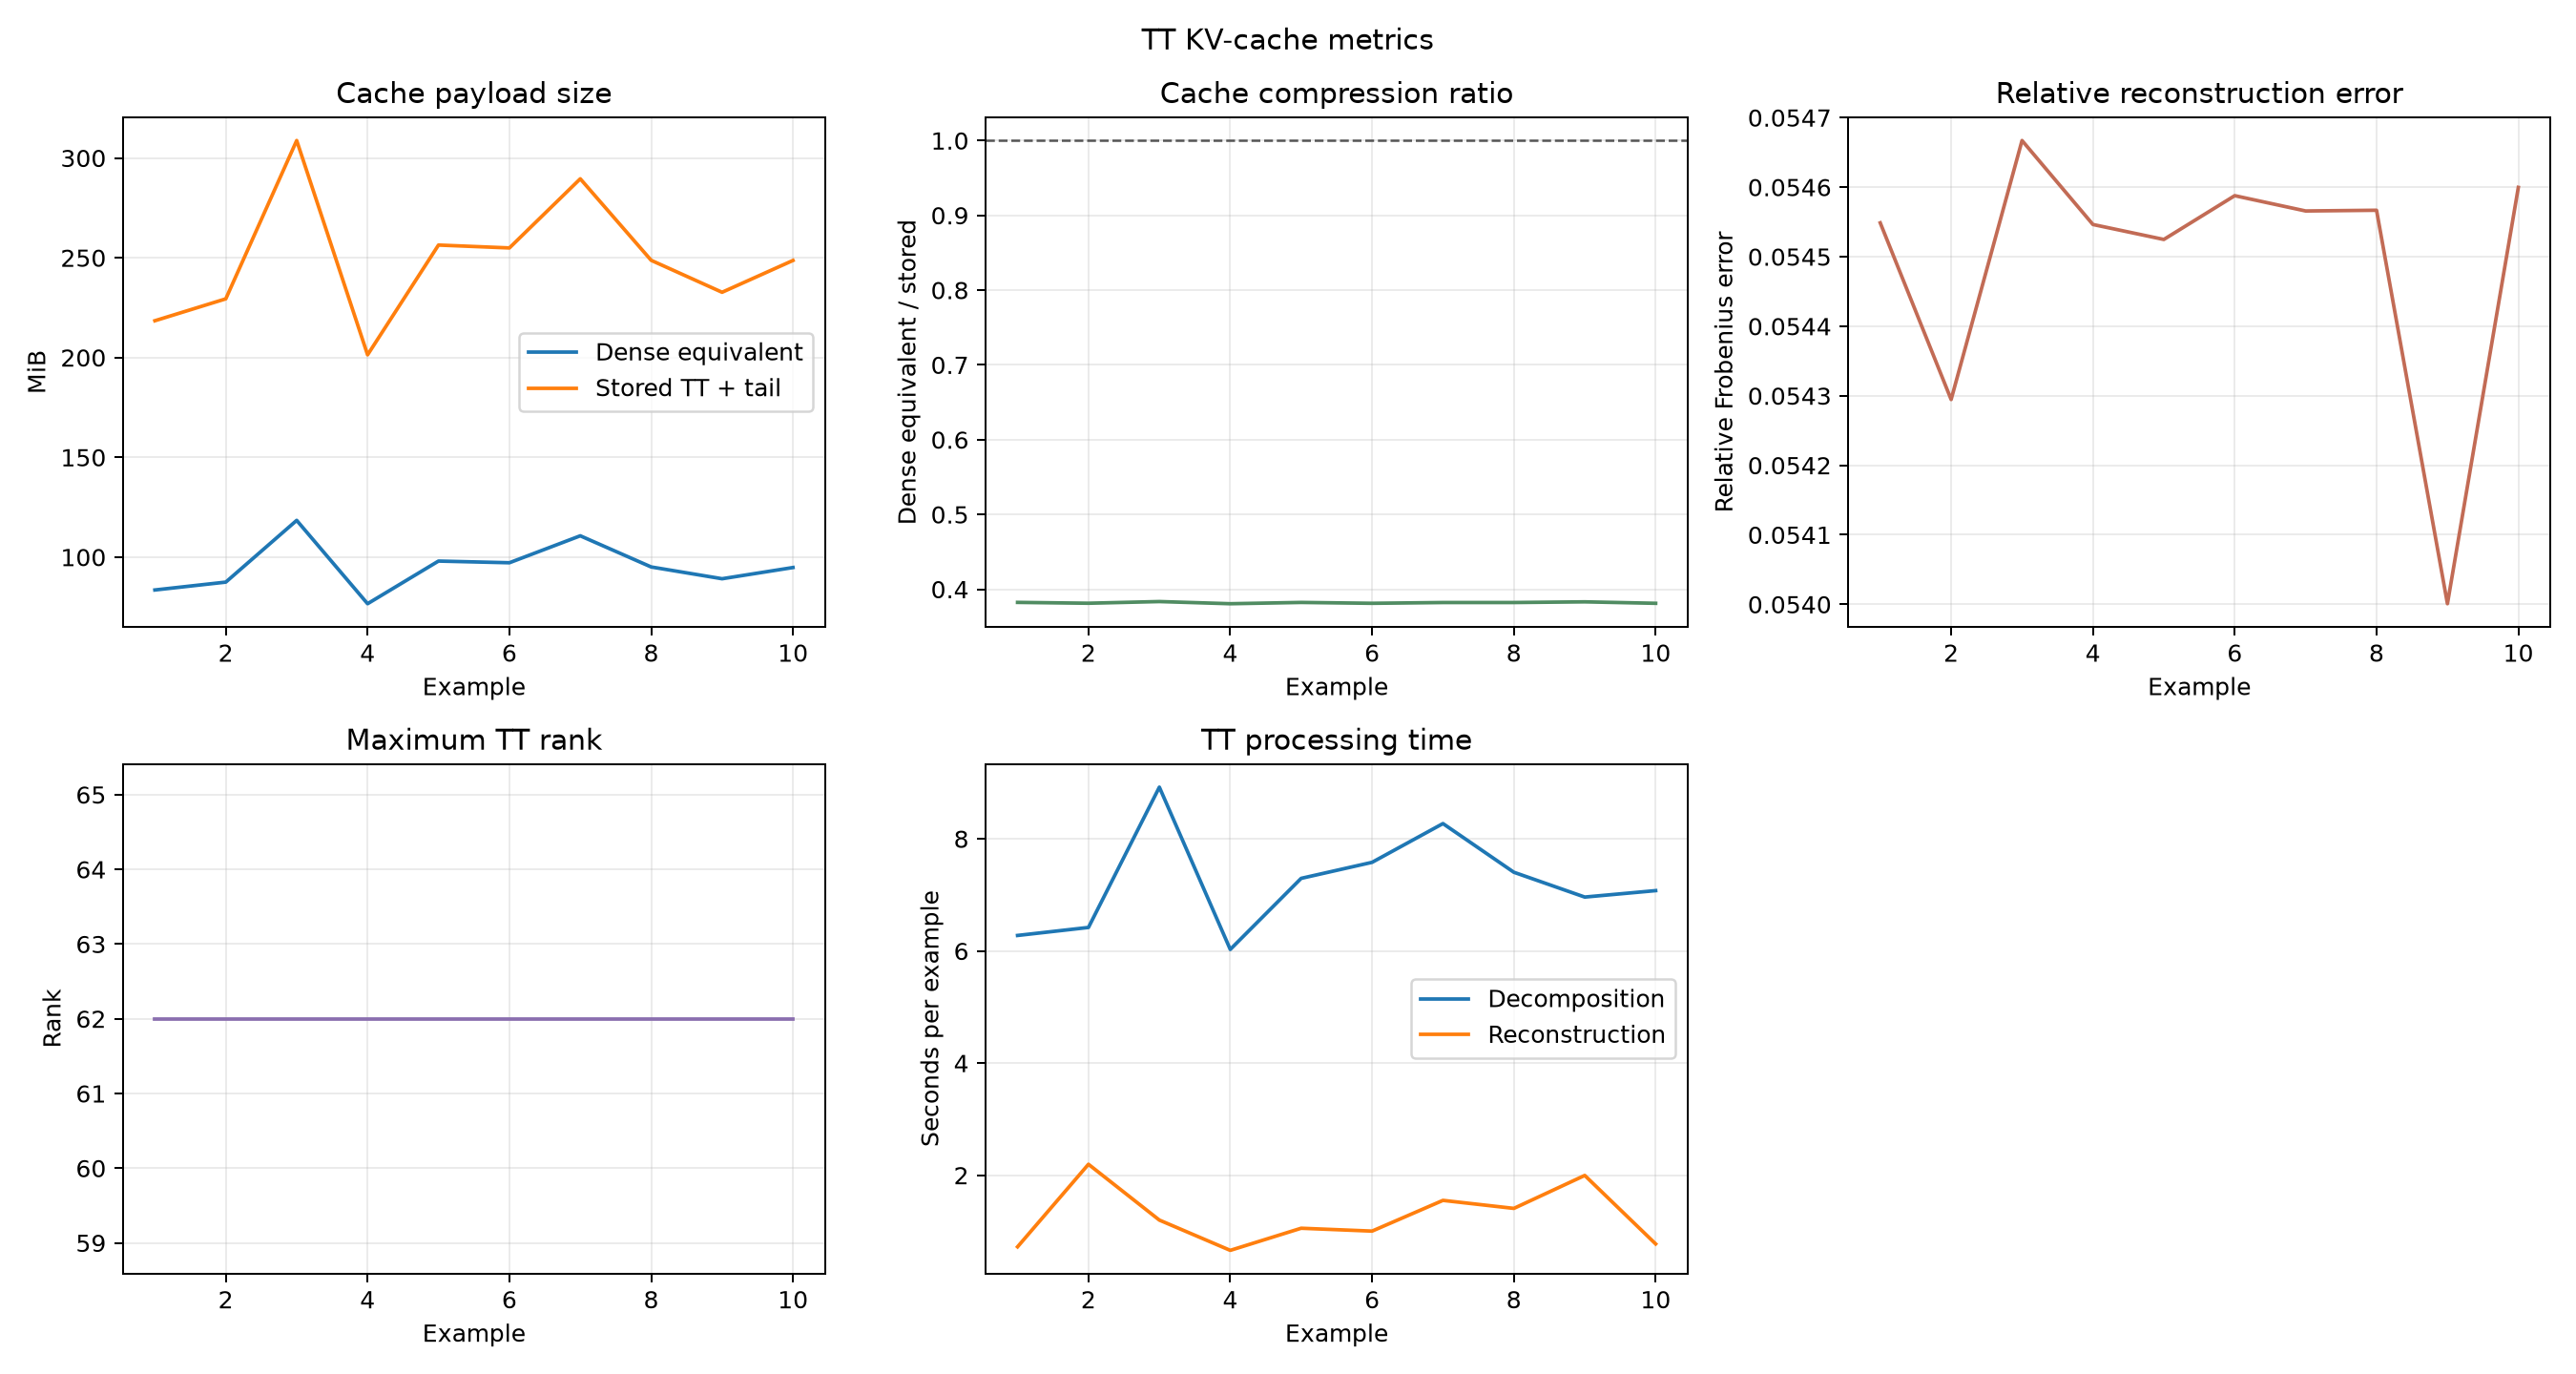 TT KV-cache metrics
Cache payload size
300
250
200
150
100
MiB
Dense equivalent
Stored TT + tail
2 4 6 8 10
Example
Cache compression ratio
1.0
0.9
0.8
0.7
0.6
0.5
0.4
Dense equivalent / stored
2 4 6 8 10
Example
Relative reconstruction error
0.0547
0.0546
0.0545
0.0544
0.0543
0.0542
0.0541
0.0540
Relative Frobenius error
2 4 6 8 10
Example
Maximum TT rank
65
64
63
62
61
60
59
Rank
2 4 6 8 10
Example
TT processing time
8
6
4
2
Seconds per example
Decomposition
Reconstruction
2 4 6 8 10
Example